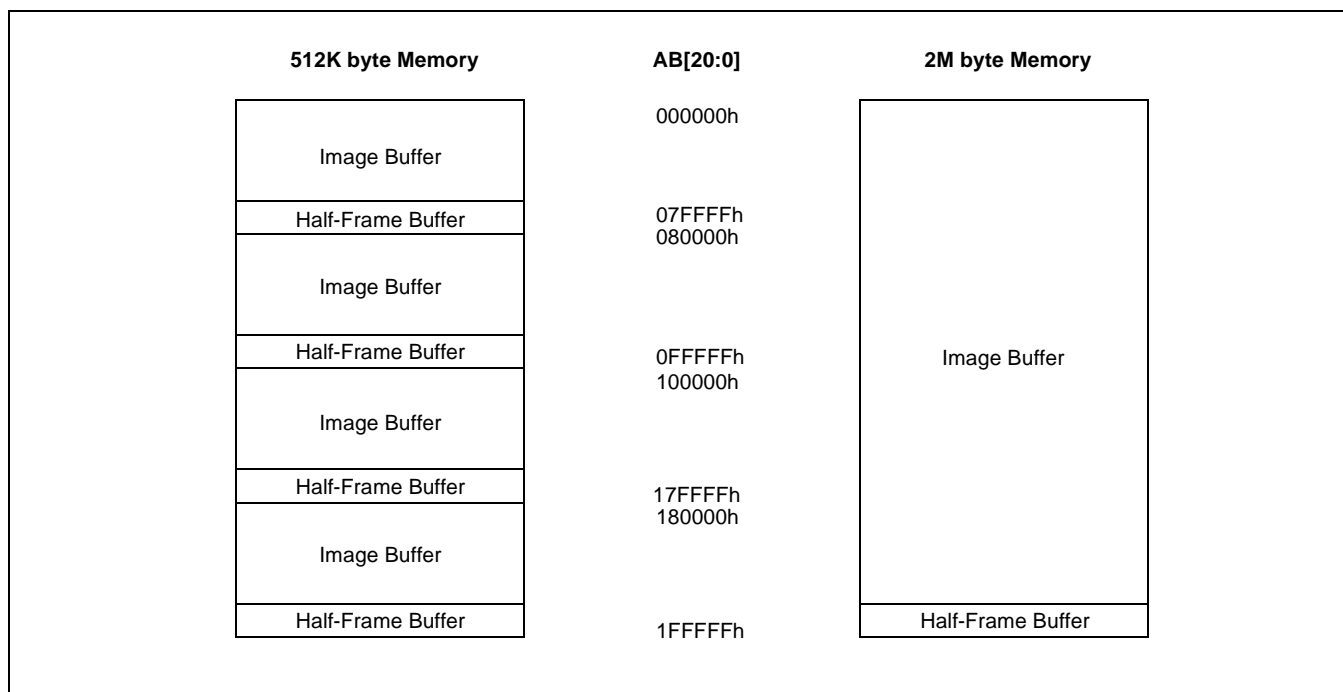 512K byte Memory
AB[20:0]
2M byte Memory
000000h
Image Buffer
Half-Frame Buffer
07FFFFh
080000h
Image Buffer
Half-Frame Buffer
0FFFFFh
Image Buffer
100000h
Image Buffer
Half-Frame Buffer
17FFFFh
180000h
Image Buffer
Half-Frame Buffer
1FFFFFh
Half-Frame Buffer